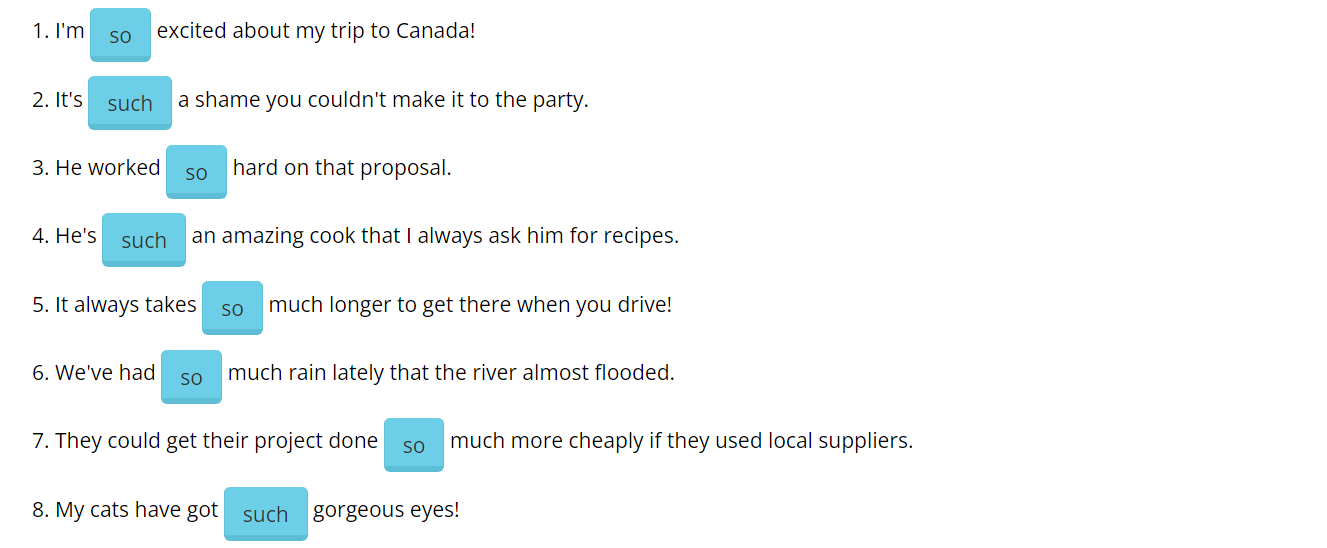 1. I'm so excited about my trip to Canada!
2. It's such a shame you couldn't make it to the party.
3. He worked so hard on that proposal.
4. He's such an amazing cook that I always ask him for recipes.
5. It always takes so much longer to get there when you drive!
6. We've had so much rain lately that the river almost flooded.
7. They could get their project done so much more cheaply if they used local suppliers.
8. My cats have got such gorgeous eyes!